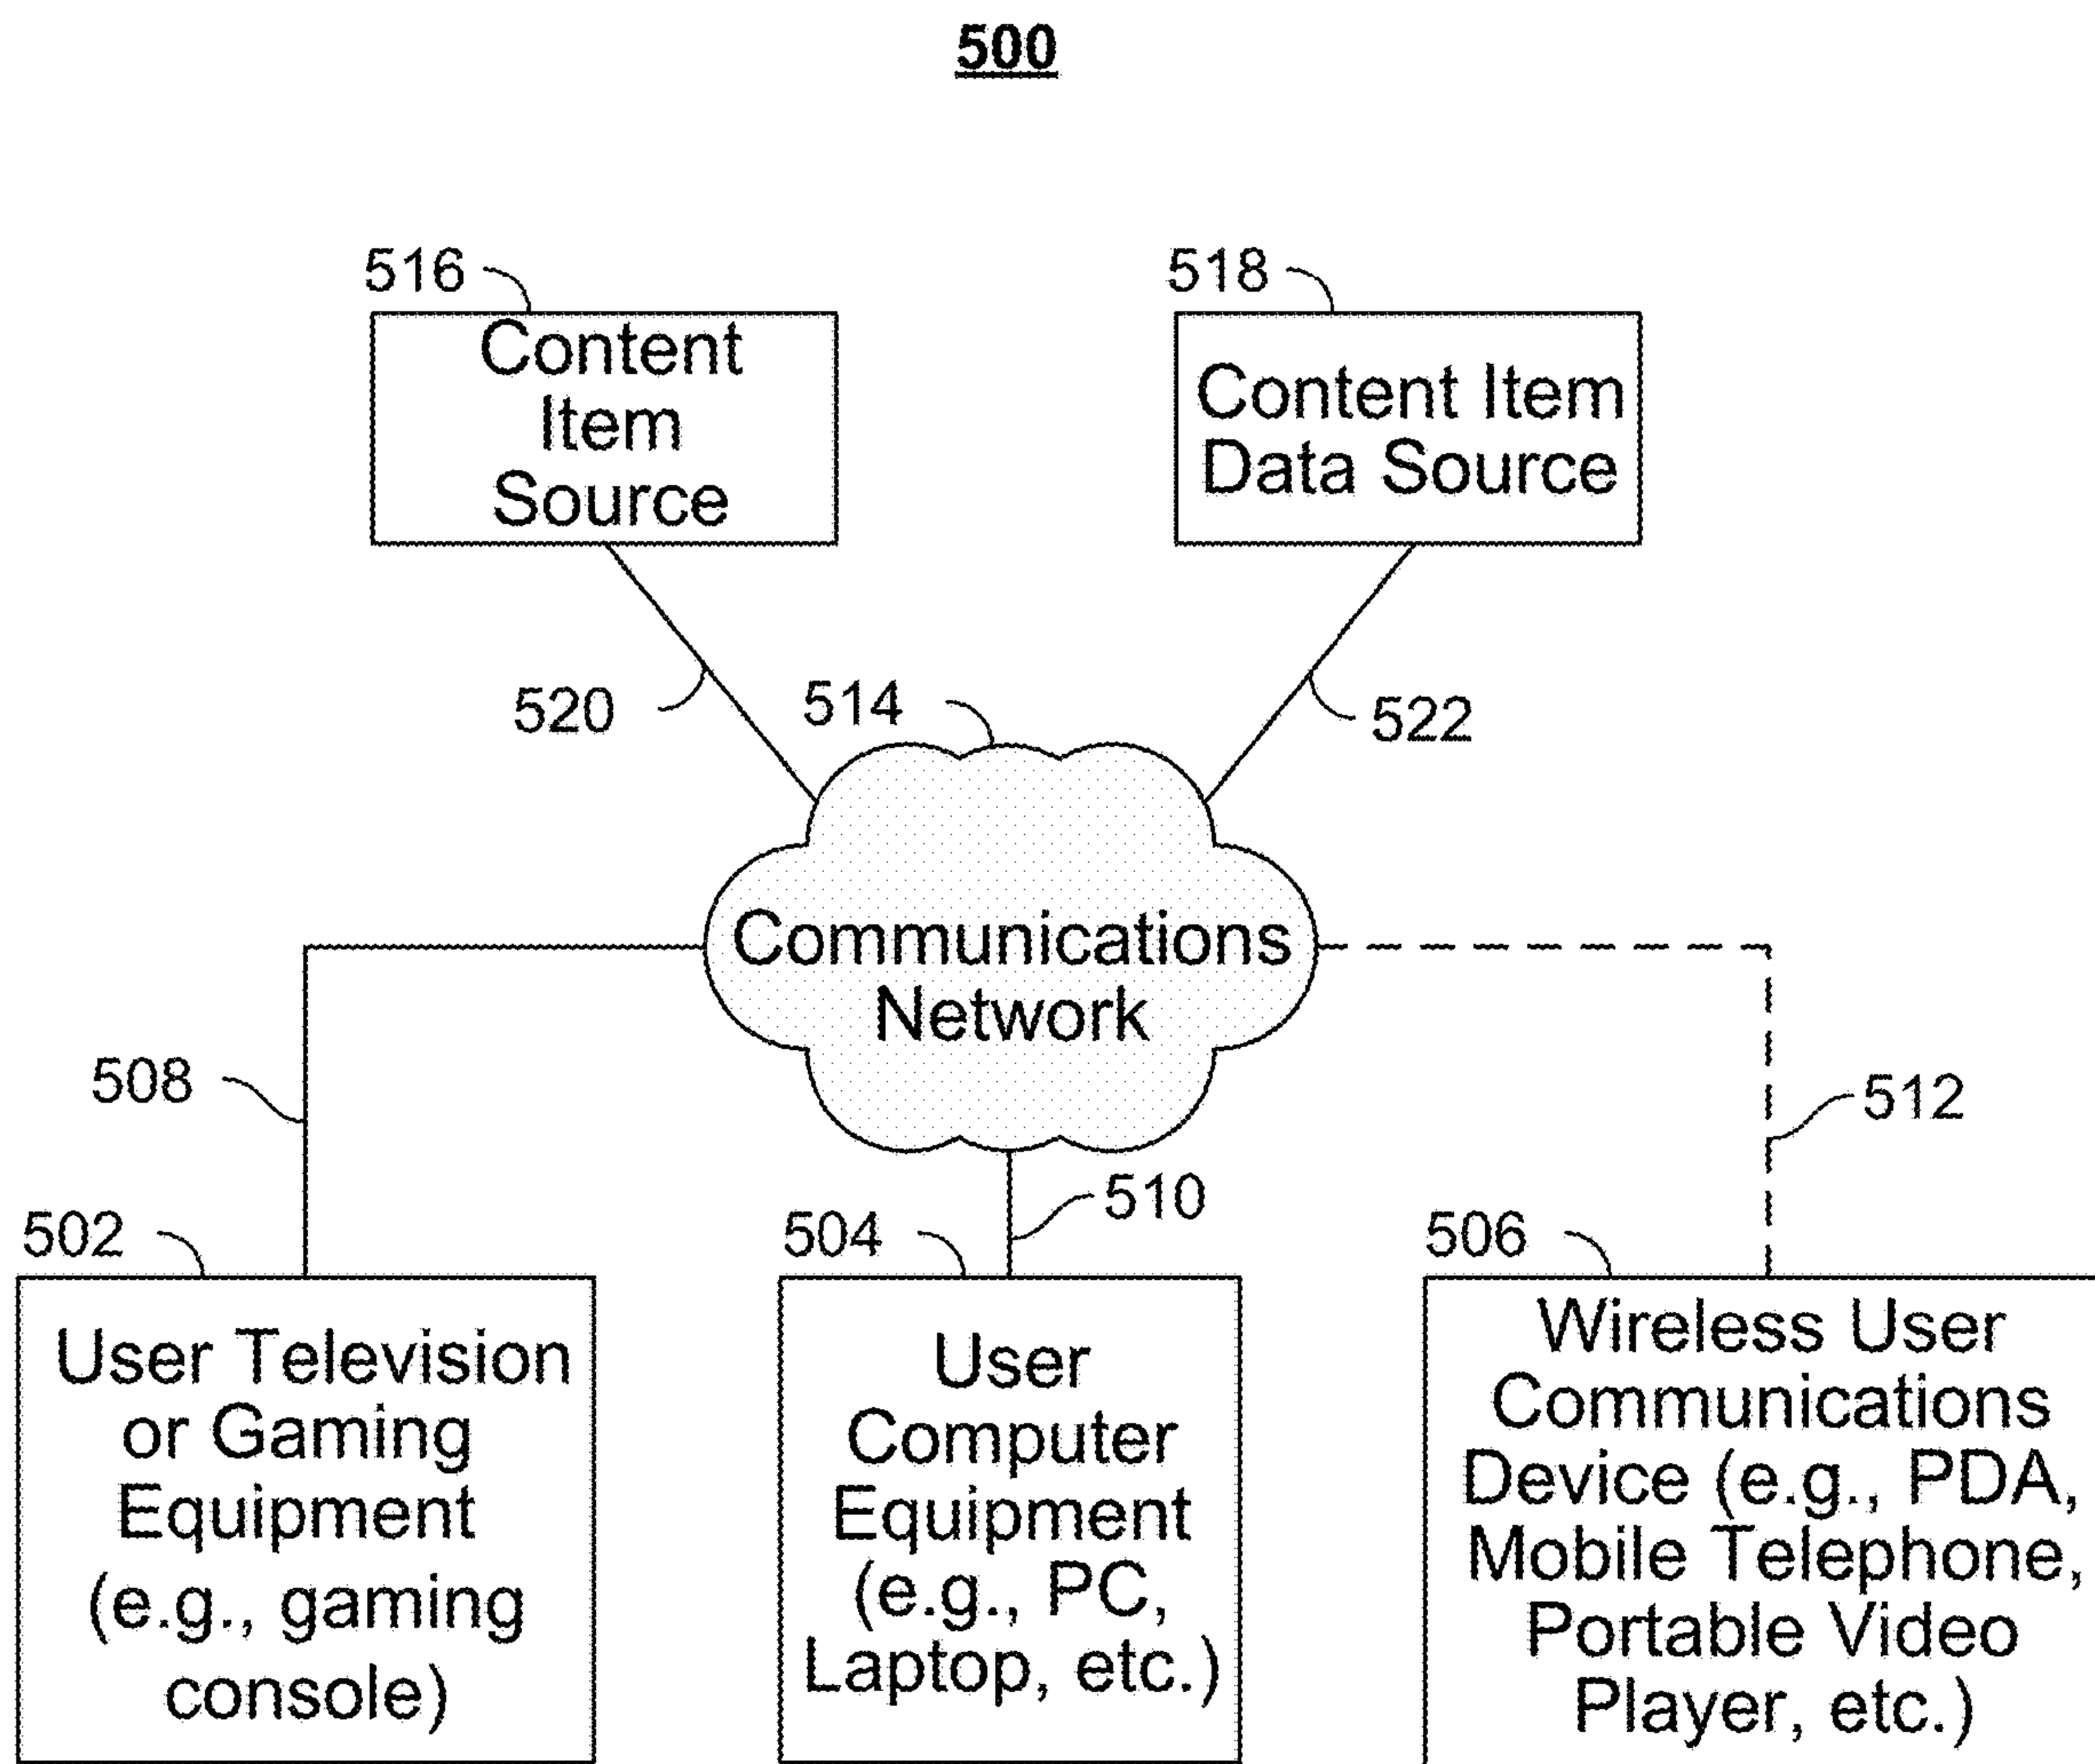 500
516
518
Content
Item
Source
Content Item
Data Source
520
514
522
Communications
Network
508
512
510
502
504
506
User Television
or Gaming
Equipment
(e.g., gaming
console)
User
Computer
Equipment
(e.g., PC,
Laptop, etc.)
Wireless User
Communications
Device (e.g., PDA,
Mobile Telephone,
Portable Video
Player, etc.)